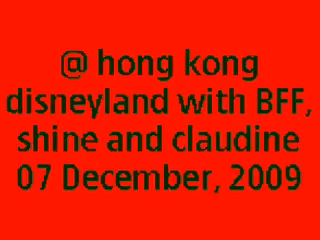 @ hong kong
disneyland with BFF,
shine and claudine
07 December, 2009